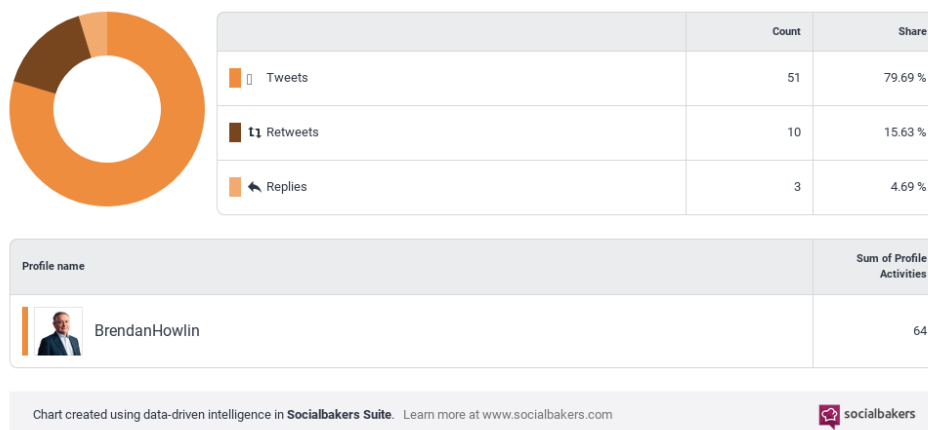 Count Share
Tweets 51 79.69 %
Retweets 10 15.63 %
Replies 3 4.69 %
Profile name Sum of Profile
Activities
BrendanHowlin 64
Chart created using data-driven intelligence in Socialbakers Suite. Learn more at www.socialbakers.com socialbakers